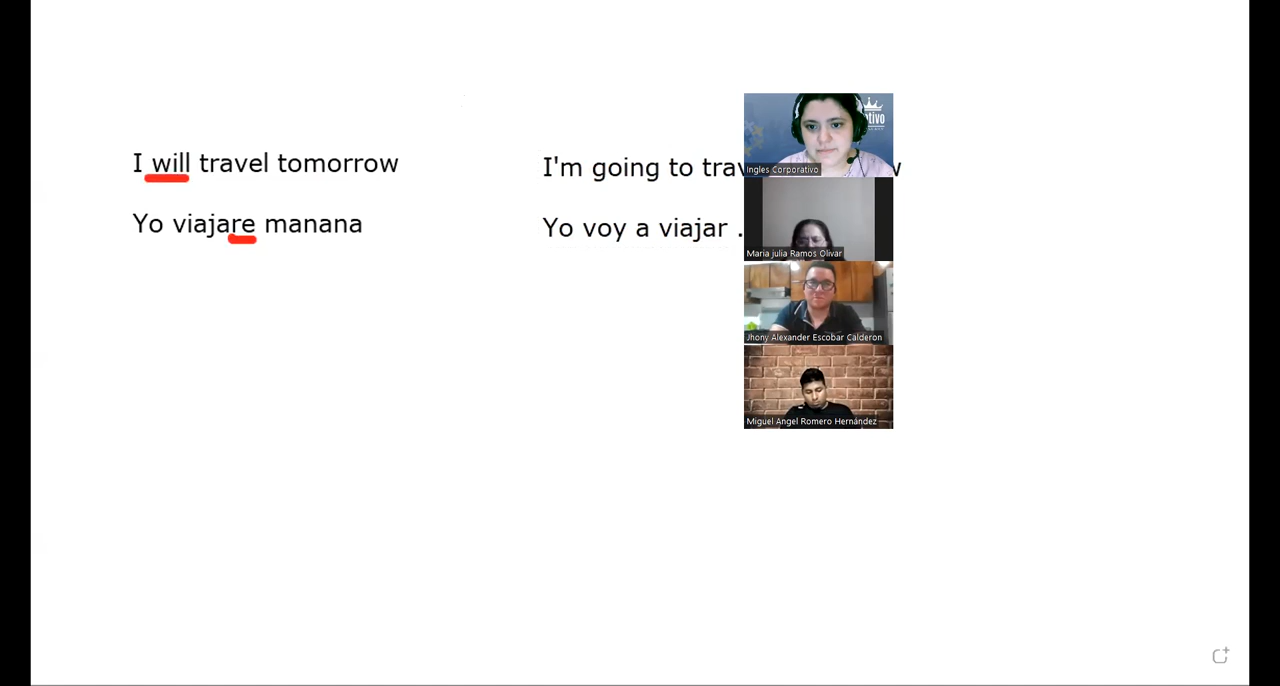 I will travel tomorrow
I'm going to
Yo viajare manana
Yo voy a viajar .
Ingles Corporativo
Maria julia Ramos Olivar
Jhony Alexander Escobar Calderon
Miguel Angel Romero Hernández